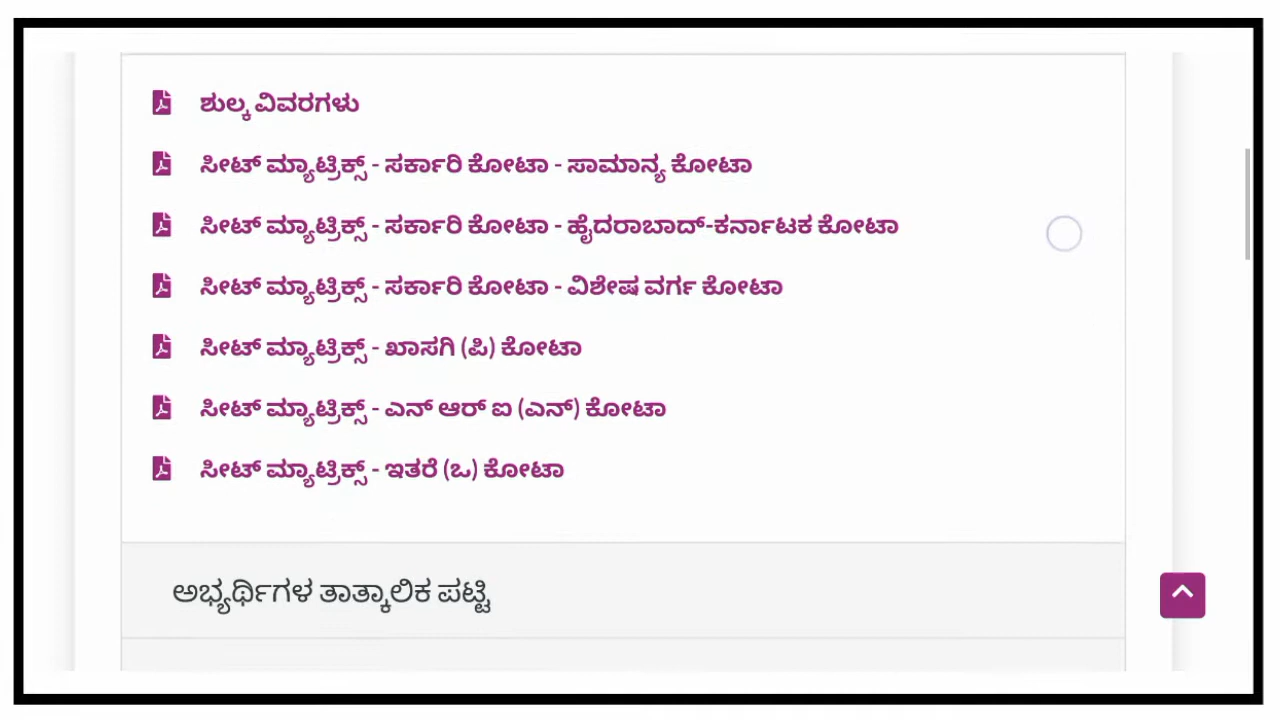 ಶುಲ್ಕ ವಿವರಗಳು
ಸೀಟ್ ಮ್ಯಾಟ್ರಿಕ್ಸ್ - ಸರ್ಕಾರಿ ಕೋಟಾ - ಸಾಮಾನ್ಯ ಕೋಟಾ
ಸೀಟ್ ಮ್ಯಾಟ್ರಿಕ್ಸ್ - ಸರ್ಕಾರಿ ಕೋಟಾ - ಹೈದರಾಬಾದ್-ಕರ್ನಾಟಕ ಕೋಟಾ
ಸೀಟ್ ಮ್ಯಾಟ್ರಿಕ್ಸ್ - ಸರ್ಕಾರಿ ಕೋಟಾ - ವಿಶೇಷ ವರ್ಗ ಕೋಟಾ
ಸೀಟ್ ಮ್ಯಾಟ್ರಿಕ್ಸ್ - ಖಾಸಗಿ (ಪಿ) ಕೋಟಾ
ಸೀಟ್ ಮ್ಯಾಟ್ರಿಕ್ಸ್ - ಎನ್ ಆರ್ ಐ (ಎನ್) ಕೋಟಾ
ಸೀಟ್ ಮ್ಯಾಟ್ರಿಕ್ಸ್ - ಇತರೆ (ಒ) ಕೋಟಾ
ಅಭ್ಯರ್ಥಿಗಳ ತಾತ್ಕಾಲಿಕ ಪಟ್ಟಿ